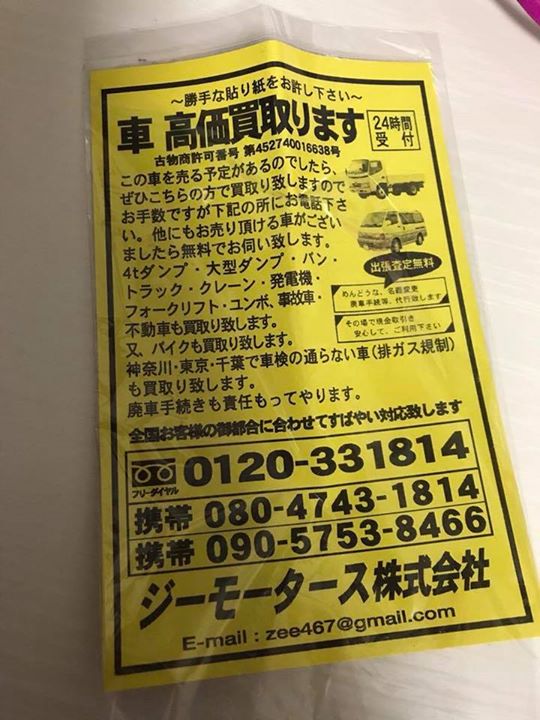 ～勝手な貼り紙をお許し下さい～
車 高価買取ります
24時間
受付
古物商許可番号 第452740016638号
この車を売る予定があるのでしたら、
ぜひこちらの方で買取り致しますので
お手数ですが下記の所にお電話下さ
い。他にもお売り頂ける車がござい
ましたら無料でお伺い致します。
4tダンプ・大型ダンプ・バン・
トラック・クレーン・発電機・
フォークリフト・ユンボ、事故車・
不動車も買取り致します。
又、バイクも買取り致します。
出張査定無料
めんどうな、名義変更
廃車手続等、代行致します
その場で現金取引き
安心して、ご利用下さい
神奈川・東京・千葉で車検の通らない車(排ガス規制)
も買取り致します。
廃車手続きも責任もってやります。
全国お客様の御都合に合わせてすばやい対応致します
フリーダイヤル 0120-331814
携帯 080-4743-1814
携帯 090-5753-8466
ジーモータース株式会社
E-mail : zee467@gmail.com